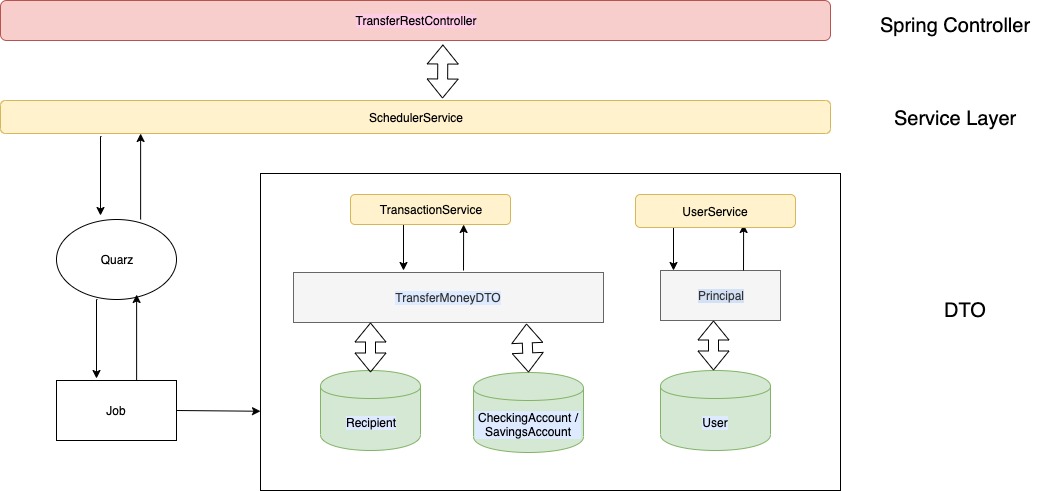 TransferRestController
Spring Controller
SchedulerService
Service Layer
TransactionService
UserService
Quarz
TransferMoneyDTO
Principal
DTO
Job
Recipient
CheckingAccount /
SavingsAccount
User